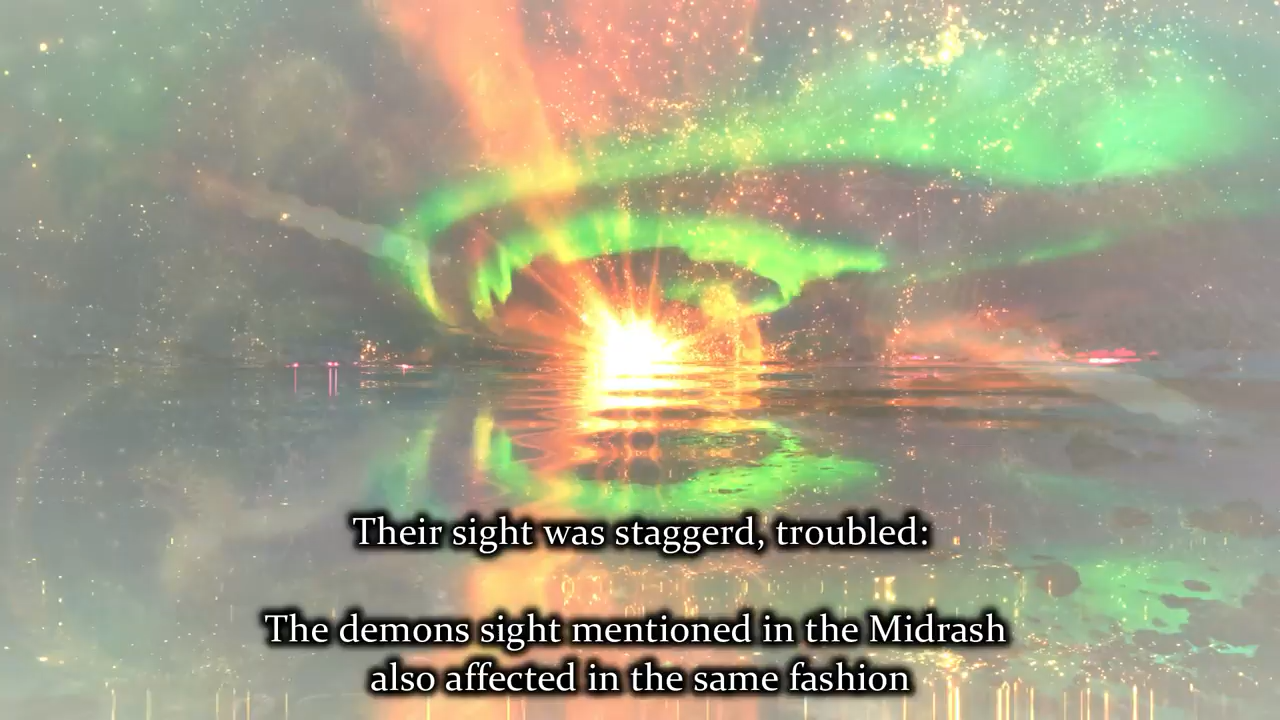 Their sight was staggerd, troubled:
The demons sight mentioned in the Midrash
also affected in the same fashion